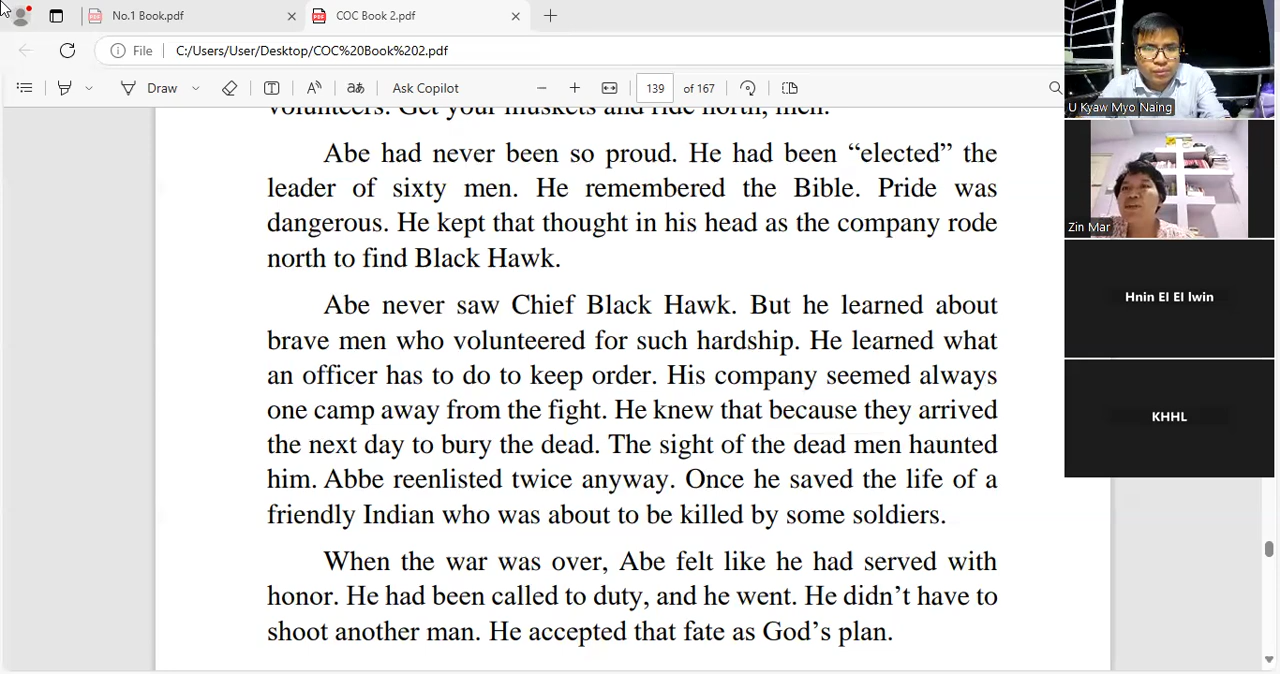 No.1 Book.pdf
COC Book 2.pdf
File
C:/Users/User/Desktop/COC%20Book%202.pdf
Draw
Ask Copilot
139 of 167
volunteers. Get your muskets and ride north, men.
Abe had never been so proud. He had been “elected” the
leader of sixty men. He remembered the Bible. Pride was
dangerous. He kept that thought in his head as the company rode
north to find Black Hawk.
Abe never saw Chief Black Hawk. But he learned about
brave men who volunteered for such hardship. He learned what
an officer has to do to keep order. His company seemed always
one camp away from the fight. He knew that because they arrived
the next day to bury the dead. The sight of the dead men haunted
him. Abbe reenlisted twice anyway. Once he saved the life of a
friendly Indian who was about to be killed by some soldiers.
When the war was over, Abe felt like he had served with
honor. He had been called to duty, and he went. He didn’t have to
shoot another man. He accepted that fate as God’s plan.
U Kyaw Myo Naing
Zin Mar
Hnin EI EI lwin
KHHL